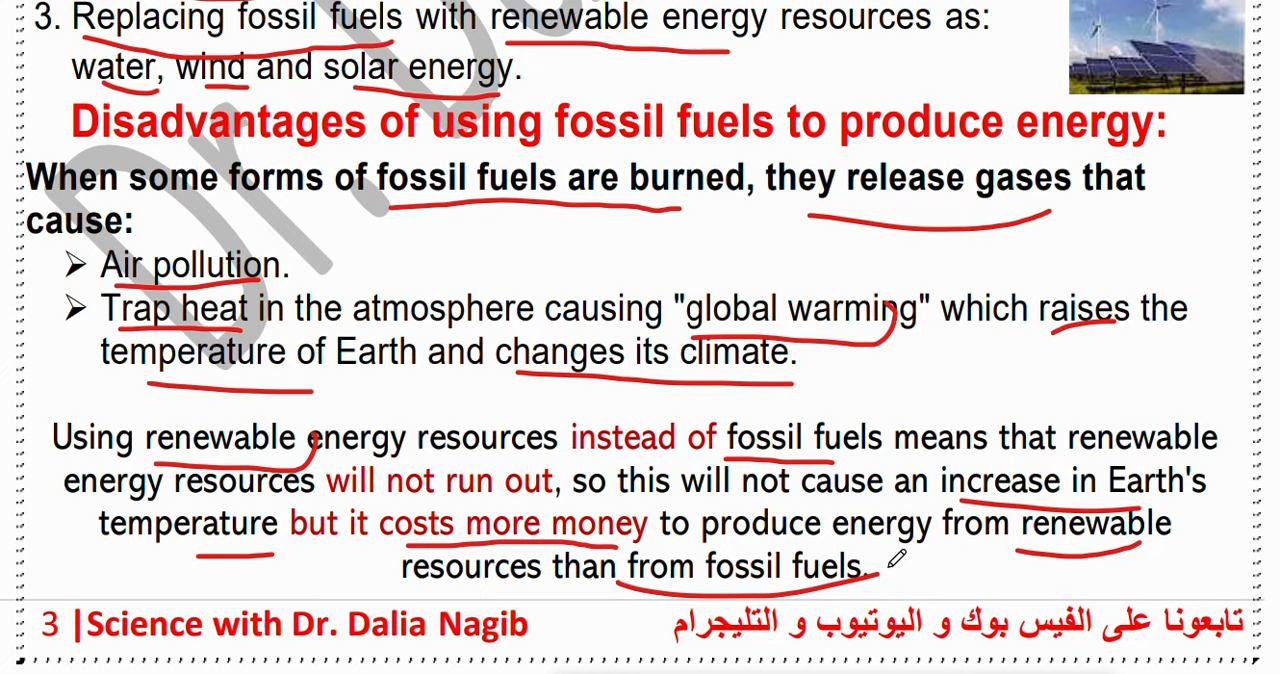 3. Replacing fossil fuels with renewable energy resources as:
water, wind and solar energy.
Disadvantages of using fossil fuels to produce energy:
When some forms of fossil fuels are burned, they release gases that
cause:
➢ Air pollution.
➢ Trap heat in the atmosphere causing "global warming" which raises the
temperature of Earth and changes its climate.
Using renewable energy resources instead of fossil fuels means that renewable
energy resources will not run out, so this will not cause an increase in Earth's
temperature but it costs more money to produce energy from renewable
resources than from fossil fuels.
3 |Science with Dr. Dalia Nagib تابعونا على الفيس بوك و اليوتيوب و التليجرام